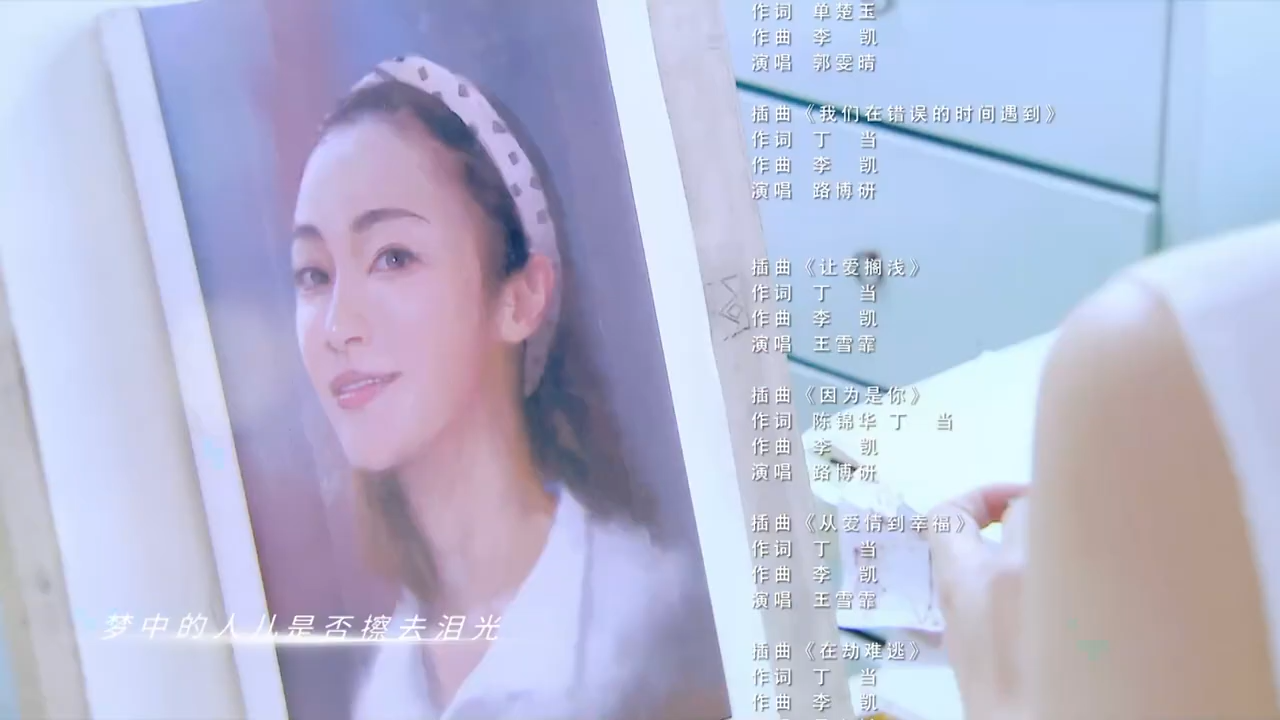 作词 单楚玉
作曲 李 凯
演唱 郭雯晴
插曲《我们在错误的时间遇到》
作词 丁 当
作曲 李 凯
演唱 路博研
插曲《让爱搁浅》
作词 丁 当
作曲 李 凯
演唱 王雪霏
插曲《因为是你》
作词 陈锦华 丁 当
作曲 李 凯
演唱 路博研
插曲《从爱情到幸福》
作词 丁 当
作曲 李 凯
演唱 王雪霏
插曲《在劫难逃》
作词 丁 当
作曲 李 凯
梦中的人儿是否擦去泪光